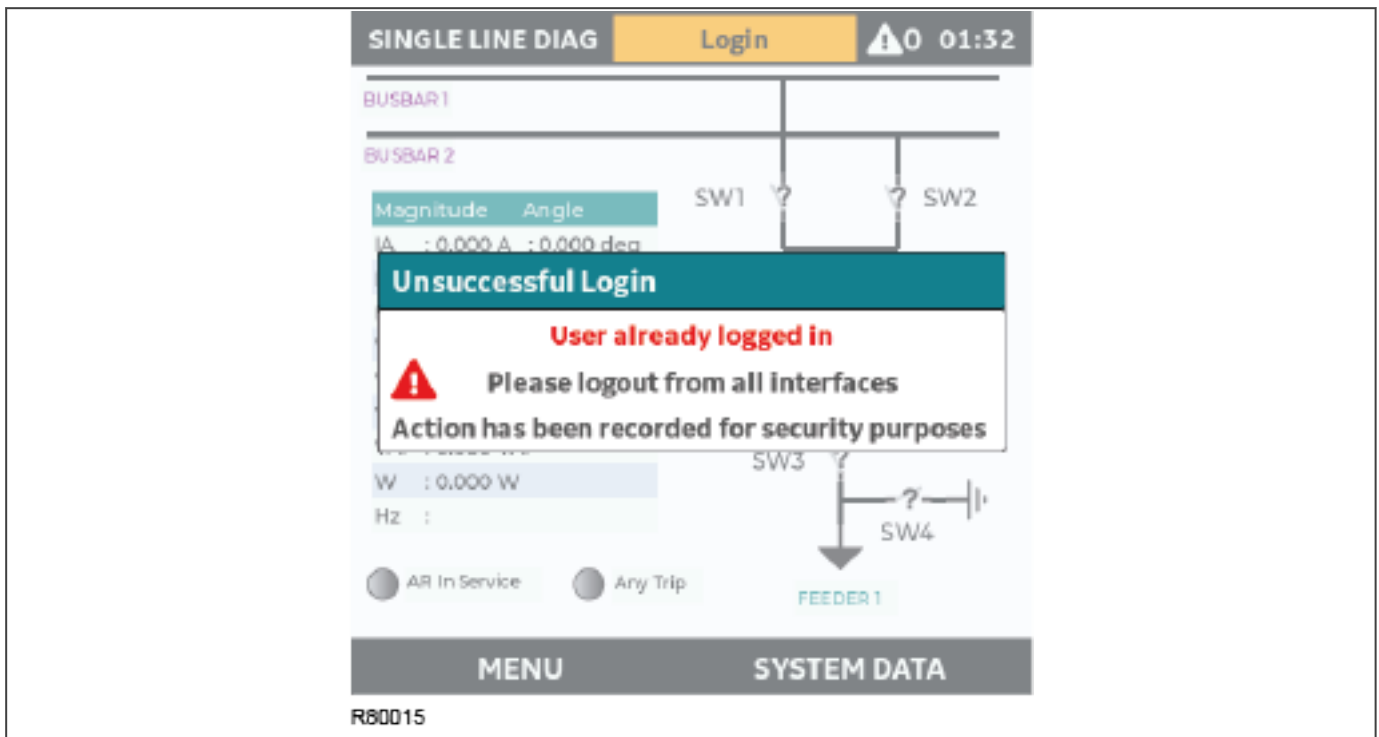 SINGLE LINE DIAG Login 0 01:32
BUSBAR 1
BUSBAR 2
SW1 ? ? SW2
Magnitude Angle
IA : 0.000 A : 0.000 deg
Unsuccessful Login
User already logged in
Please logout from all interfaces
Action has been recorded for security purposes
SW3 ?
W : 0.000 W
?
Hz :
SW4
AR In Service Any Trip
FEEDER 1
MENU SYSTEM DATA
R80015